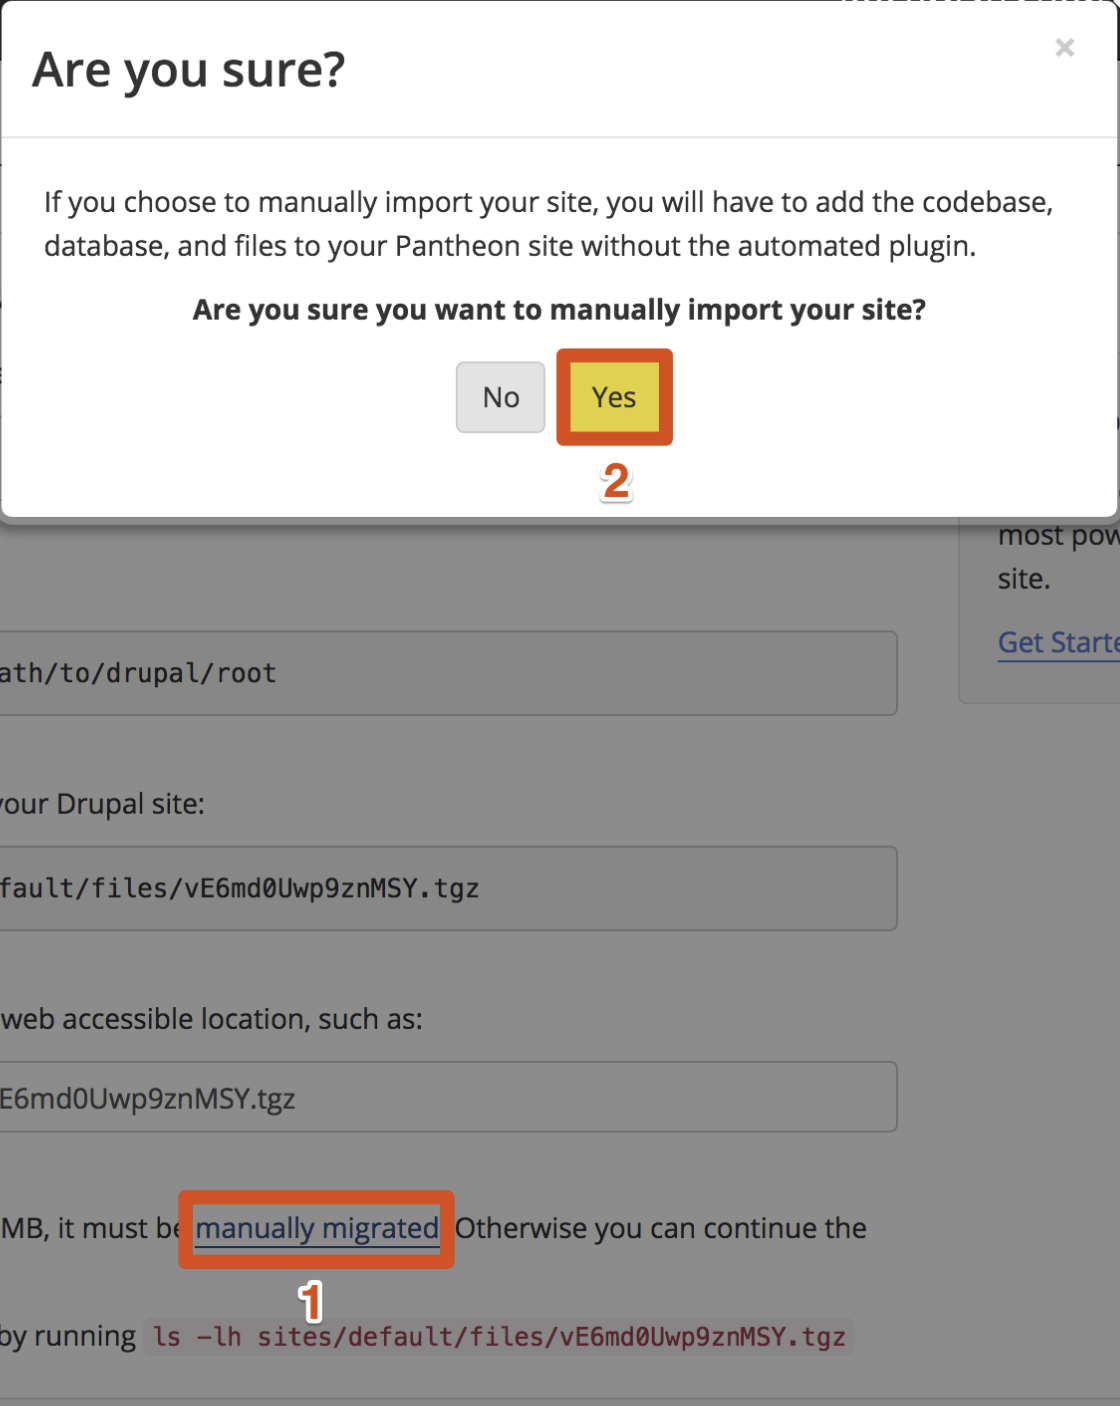 Are you sure?
×
If you choose to manually import your site, you will have to add the codebase,
database, and files to your Pantheon site without the automated plugin.
Are you sure you want to manually import your site?
No
Yes
2
most pow
site.
Get Starte
ath/to/drupal/root
your Drupal site:
fault/files/vE6md0Uwp9znMSY.tgz
web accessible location, such as:
E6md0Uwp9znMSY.tgz
MB, it must be manually migrated Otherwise you can continue the
1
by running ls -lh sites/default/files/vE6md0Uwp9znMSY.tgz